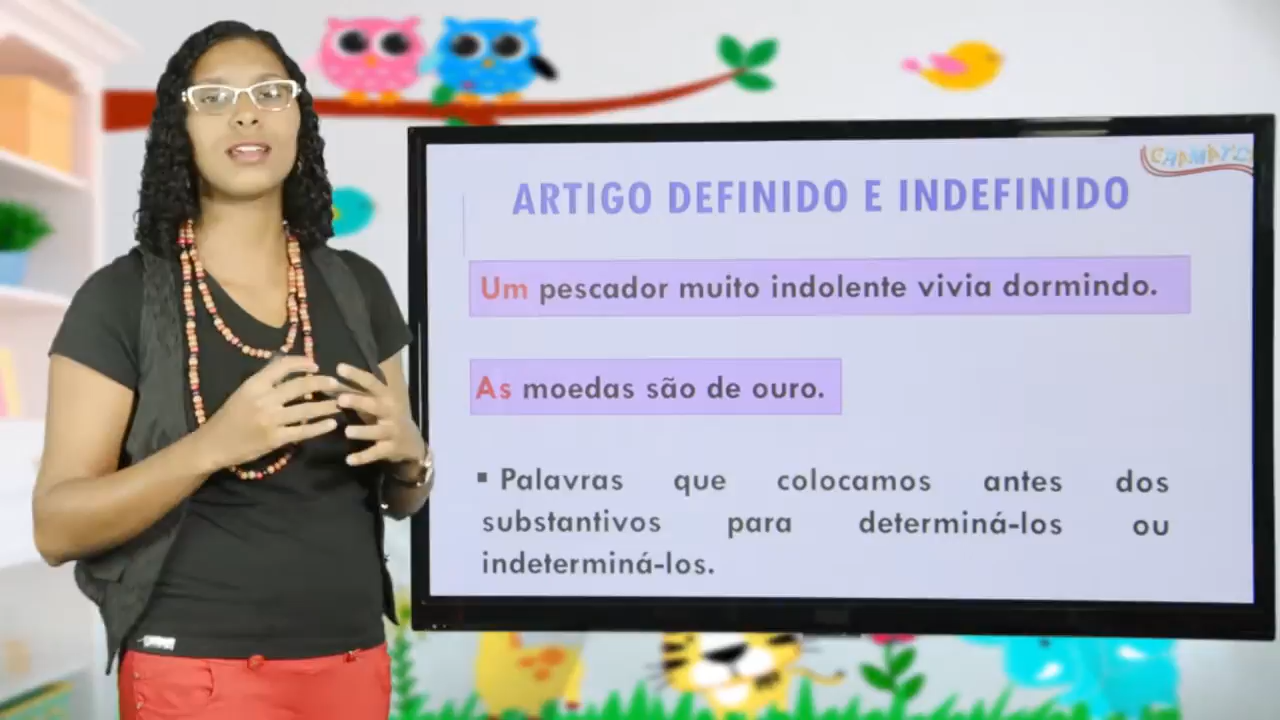 ARTIGO DEFINIDO E INDEFINIDO
Um pescador muito indolente vivia dormindo.
As moedas são de ouro.
▪ Palavras que colocamos antes dos
substantivos para determiná-los ou
indeterminá-los.